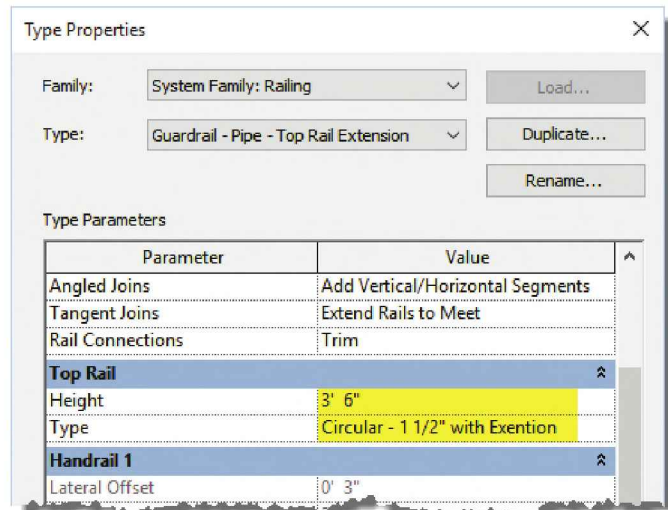 Type Properties
Family: System Family: Railing Load...
Type: Guardrail - Pipe - Top Rail Extension Duplicate...
Rename...
Type Parameters
Parameter Value
Angled Joins Add Vertical/Horizontal Segments
Tangent Joins Extend Rails to Meet
Rail Connections Trim
Top Rail
Height 3' 6"
Type Circular - 1 1/2" with Exention
Handrail 1
Lateral Offset 0' 3"